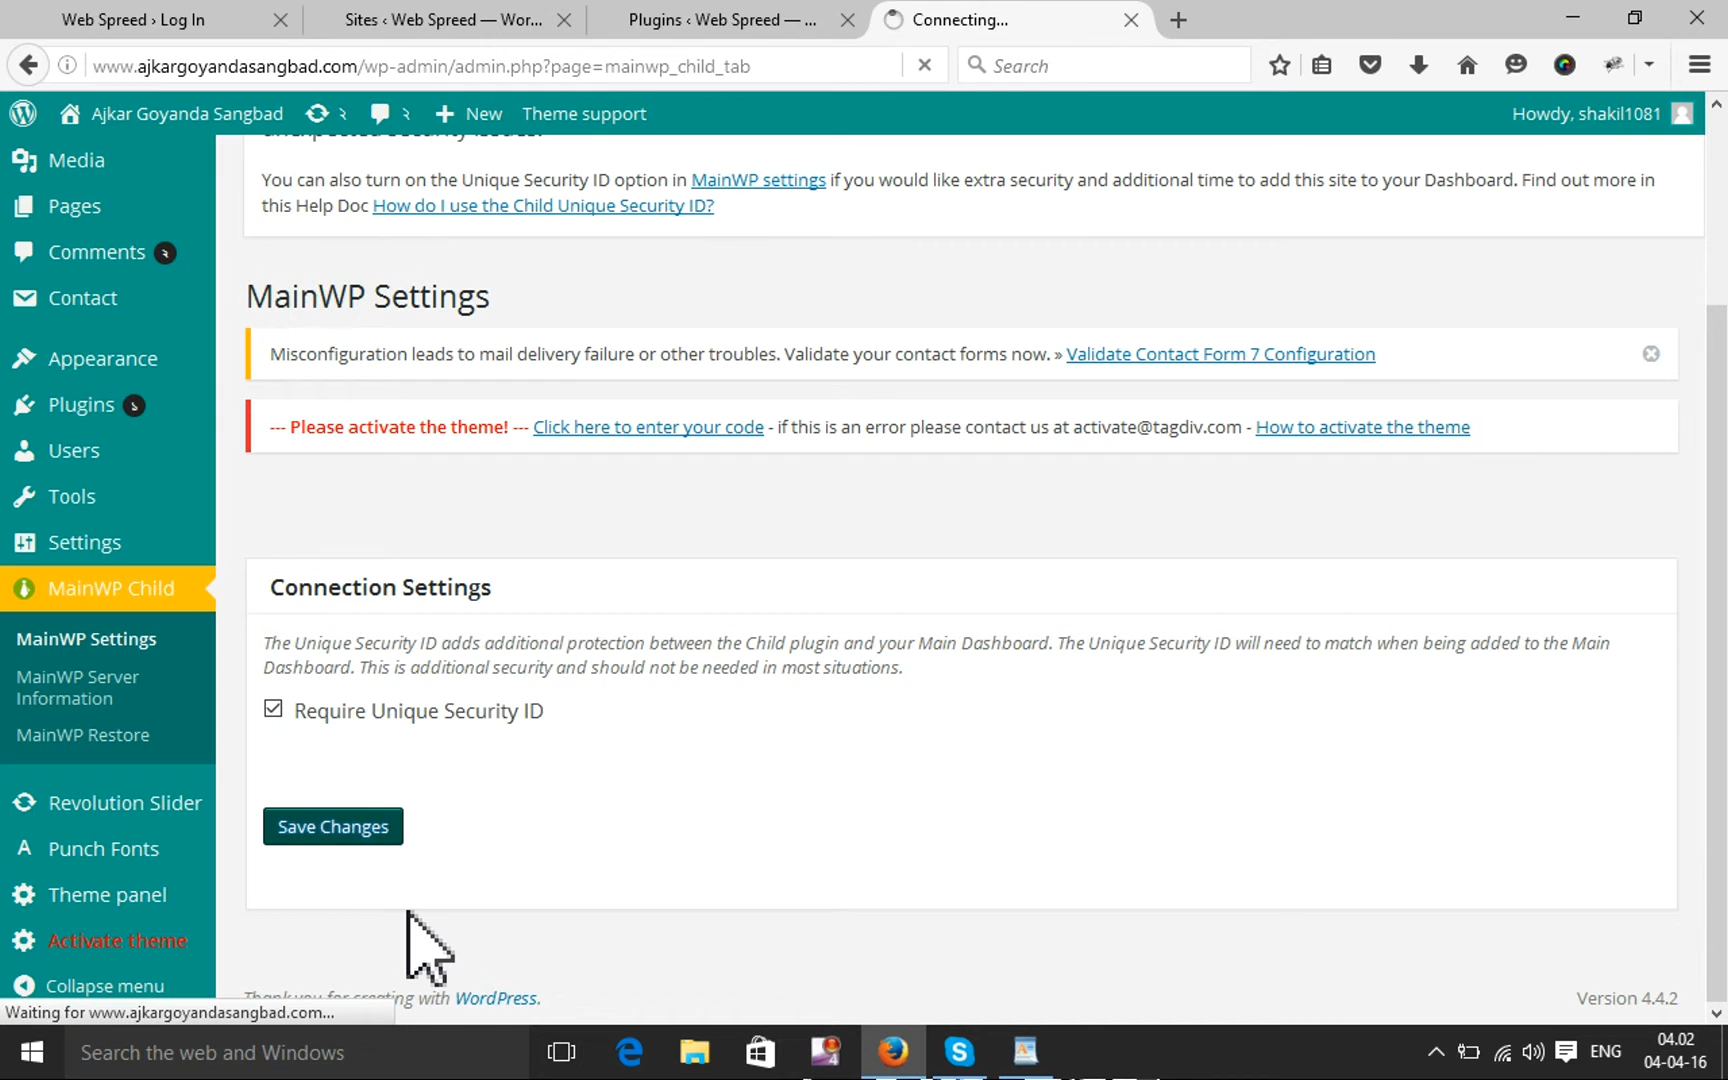 Web Spreed › Log In
Sites ‹ Web Spreed — Wor...
Plugins ‹ Web Spreed — ...
Connecting...
www.ajkargoyandasangbad.com/wp-admin/admin.php?page=mainwp_child_tab
Search
Ajkar Goyanda Sangbad
৯
৯
New
Theme support
Howdy, shakil1081
Media
Pages
Comments
Contact
Appearance
Plugins
Users
Tools
Settings
MainWP Child
MainWP Settings
MainWP Server
Information
MainWP Restore
Revolution Slider
Punch Fonts
Theme panel
Activate theme
Collapse menu
You can also turn on the Unique Security ID option in MainWP settings if you would like extra security and additional time to add this site to your Dashboard. Find out more in
this Help Doc How do I use the Child Unique Security ID?
MainWP Settings
Misconfiguration leads to mail delivery failure or other troubles. Validate your contact forms now. » Validate Contact Form 7 Configuration
--- Please activate the theme! --- Click here to enter your code - if this is an error please contact us at activate@tagdiv.com - How to activate the theme
Connection Settings
The Unique Security ID adds additional protection between the Child plugin and your Main Dashboard. The Unique Security ID will need to match when being added to the Main
Dashboard. This is additional security and should not be needed in most situations.
Require Unique Security ID
Save Changes
Thank you for creating with WordPress.
Version 4.4.2
Waiting for www.ajkargoyandasangbad.com...
Search the web and Windows
ENG
04.02
04-04-16